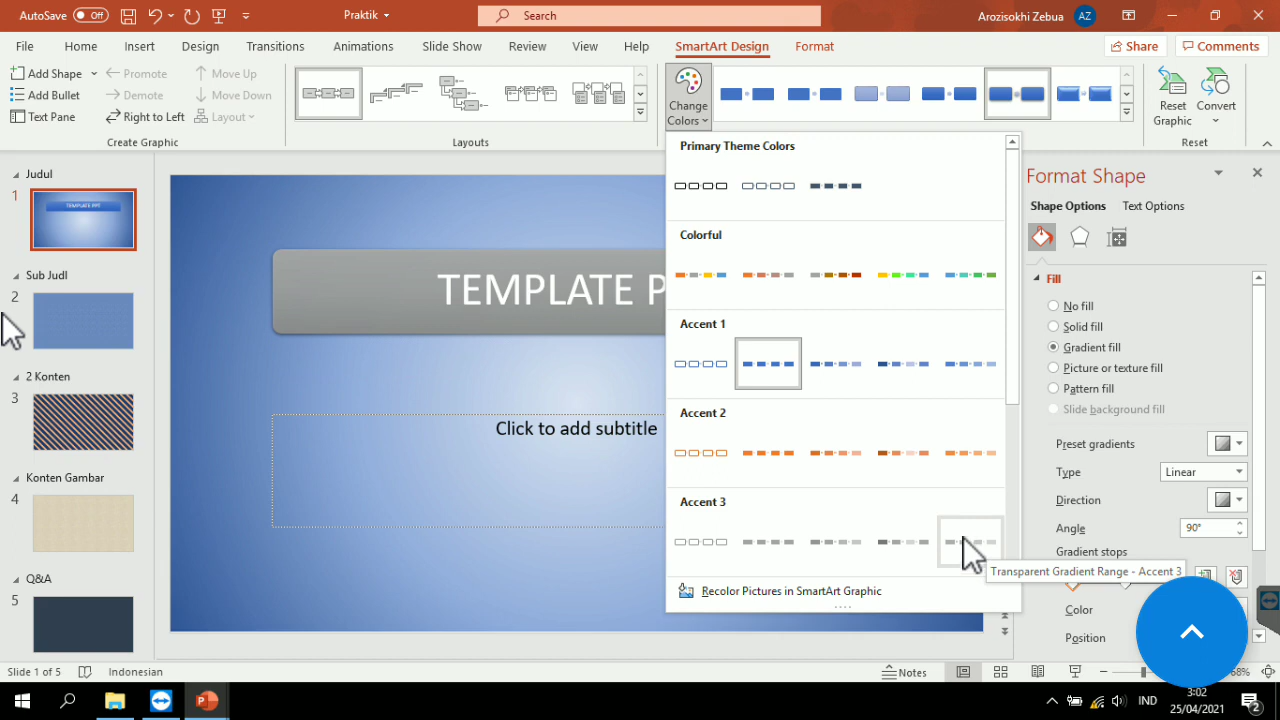 AutoSave Off
Praktik
Search
Arozisokhi Zebua AZ
File Home Insert Design Transitions Animations Slide Show Review View Help SmartArt Design Format Share Comments
Add Shape Promote Move Up
Add Bullet Demote Move Down
Text Pane Right to Left Layout
Create Graphic
Layouts
Change
Colors
Reset
Graphic
Convert
Reset
Judul
1
TEMPLATE PPT
Sub Judl
2
2 Konten
3
Konten Gambar
4
Q&A
5
TEMPLATE P
Click to add subtitle
Primary Theme Colors
Colorful
Accent 1
Accent 2
Accent 3
Transparent Gradient Range - Accent 3
Recolor Pictures in SmartArt Graphic
Format Shape
Shape Options Text Options
Fill
No fill
Solid fill
Gradient fill
Picture or texture fill
Pattern fill
Slide background fill
Preset gradients
Type Linear
Direction
Angle 90°
Gradient stops
Color
Position
Slide 1 of 5 Indonesian Notes 68%
IND
3:02
25/04/2021
2